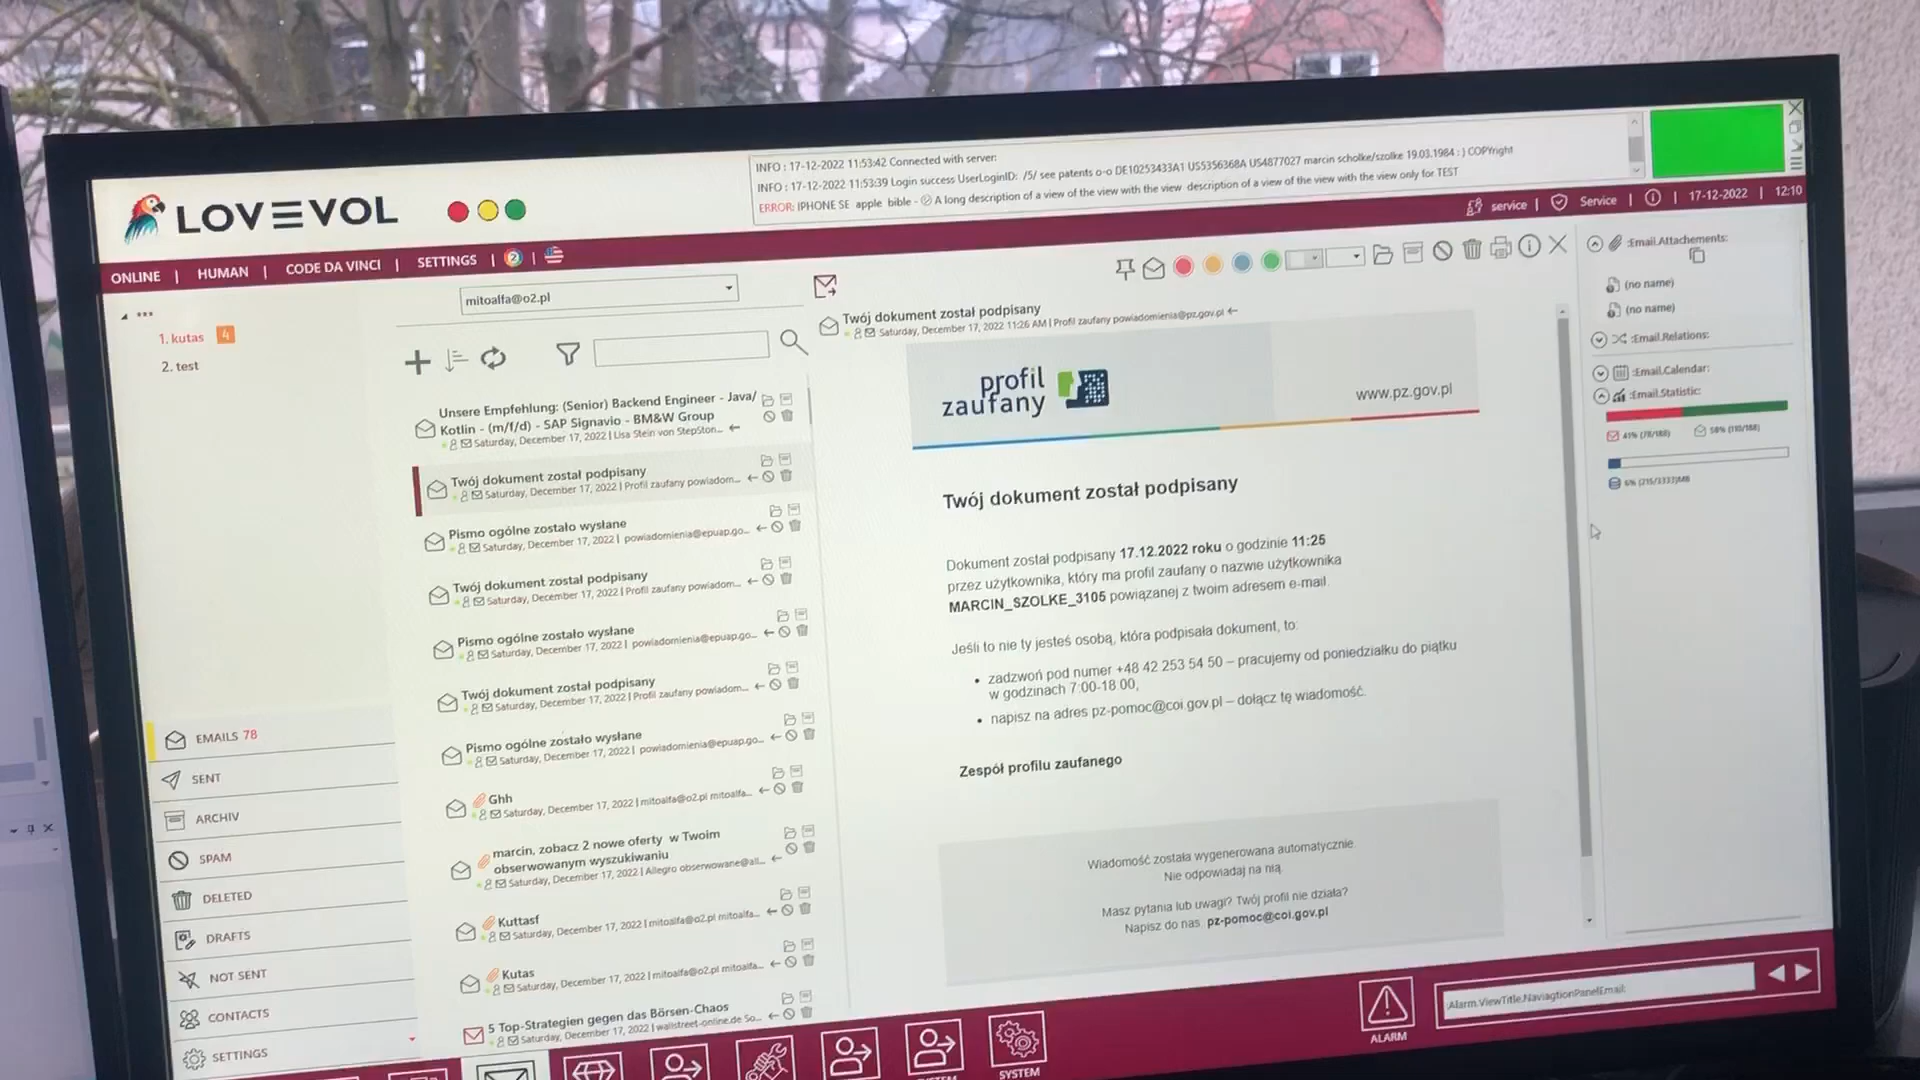 INFO : 17-12-2022 11:53:42 Connected with server:
INFO : 17-12-2022 11:53:39 Login success UserLoginID: /5/ see patents o-o DE10253433A1 US5356368A US4877027 marcin scholke/szolke 19.03.1984 : ) COPYright
ERROR: IPHONE SE apple bible - A long description of a view of the view with the view description of a view of the view with the view only for TEST
LOVEVOL
service | Service | 17-12-2022 | 12:10
ONLINE | HUMAN | CODE DA VINCI | SETTINGS | 2 |
***
1. kutas 4
2. test
mitoalfa@o2.pl
Unsere Empfehlung: (Senior) Backend Engineer - Java/
Kotlin - (m/f/d) - SAP Signavio - BM&W Group
Saturday, December 17, 2022 | Lisa Stein von StepSton...
Twój dokument został podpisany
Saturday, December 17, 2022 | Profil zaufany powiadom...
Pismo ogólne zostało wysłane
Saturday, December 17, 2022 | powiadomienia@epuap.go...
Twój dokument został podpisany
Saturday, December 17, 2022 | Profil zaufany powiadom...
Pismo ogólne zostało wysłane
Saturday, December 17, 2022 | powiadomienia@epuap.go...
Twój dokument został podpisany
Saturday, December 17, 2022 | Profil zaufany powiadom...
Pismo ogólne zostało wysłane
Saturday, December 17, 2022 | powiadomienia@epuap.go...
Ghh
Saturday, December 17, 2022 | mitoalfa@o2.pl mitoalfa...
marcin, zobacz 2 nowe oferty w Twoim
obserwowanym wyszukiwaniu
Saturday, December 17, 2022 | Allegro obserwowane@all...
Kuttasf
Saturday, December 17, 2022 | mitoalfa@o2.pl mitoalfa...
Kutas
Saturday, December 17, 2022 | mitoalfa@o2.pl mitoalfa...
5 Top-Strategien gegen das Börsen-Chaos
Saturday, December 17, 2022 | wallstreet-online.de So...
EMAILS 78
SENT
ARCHIV
SPAM
DELETED
DRAFTS
NOT SENT
CONTACTS
SETTINGS
Twój dokument został podpisany
Saturday, December 17, 2022 11:26 AM | Profil zaufany powiadomienia@pz.gov.pl
profil
zaufany
www.pz.gov.pl
Twój dokument został podpisany
Dokument został podpisany 17.12.2022 roku o godzinie 11:25
przez użytkownika, który ma profil zaufany o nazwie użytkownika
MARCIN_SZOLKE_3105 powiązanej z twoim adresem e-mail.
Jeśli to nie ty jesteś osobą, która podpisała dokument, to:
• zadzwoń pod numer +48 42 253 54 50 – pracujemy od poniedziałku do piątku
w godzinach 7:00-18:00,
• napisz na adres pz-pomoc@coi.gov.pl – dołącz tę wiadomość.
Zespół profilu zaufanego
Wiadomość została wygenerowana automatycznie.
Nie odpowiadaj na nią.
Masz pytania lub uwagi? Twój profil nie działa?
Napisz do nas: pz-pomoc@coi.gov.pl
:Email.Attachements:
(no name)
(no name)
:Email.Relations:
:Email.Calendar:
:Email.Statistic:
41% (78/188) 58% (110/188)
6% (215/3337)MB
:Alarm.ViewTitle.NaviagtionPanelEmail:
ALARM
SYSTEM